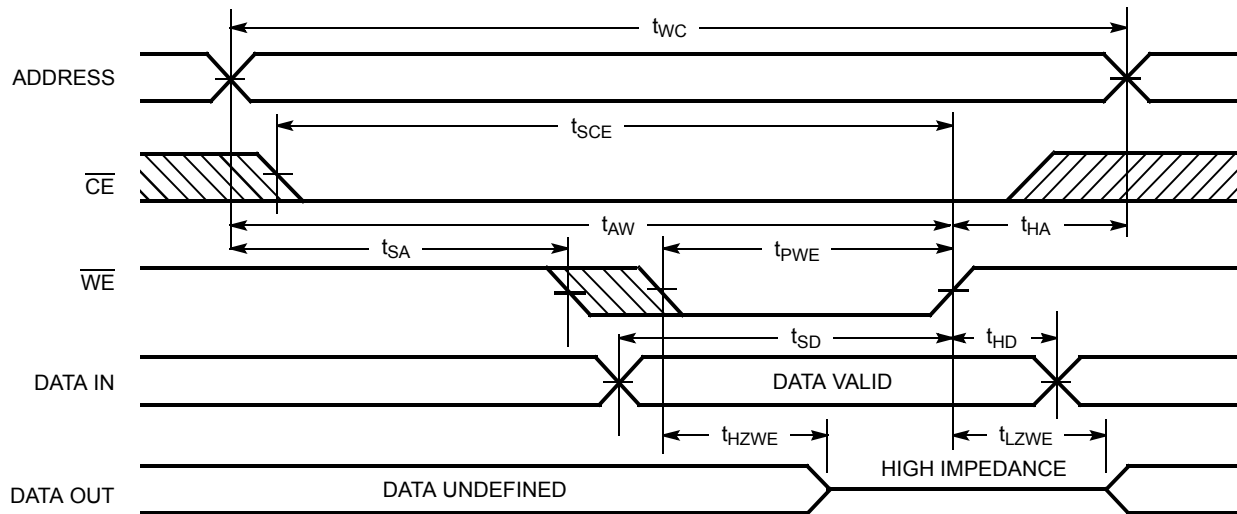 tWC
ADDRESS
tSCE
CE
tAW
tHA
tSA
tPWE
WE
tSD
tHD
DATA IN
DATA VALID
tHZWE
tLZWE
HIGH IMPEDANCE
DATA OUT
DATA UNDEFINED